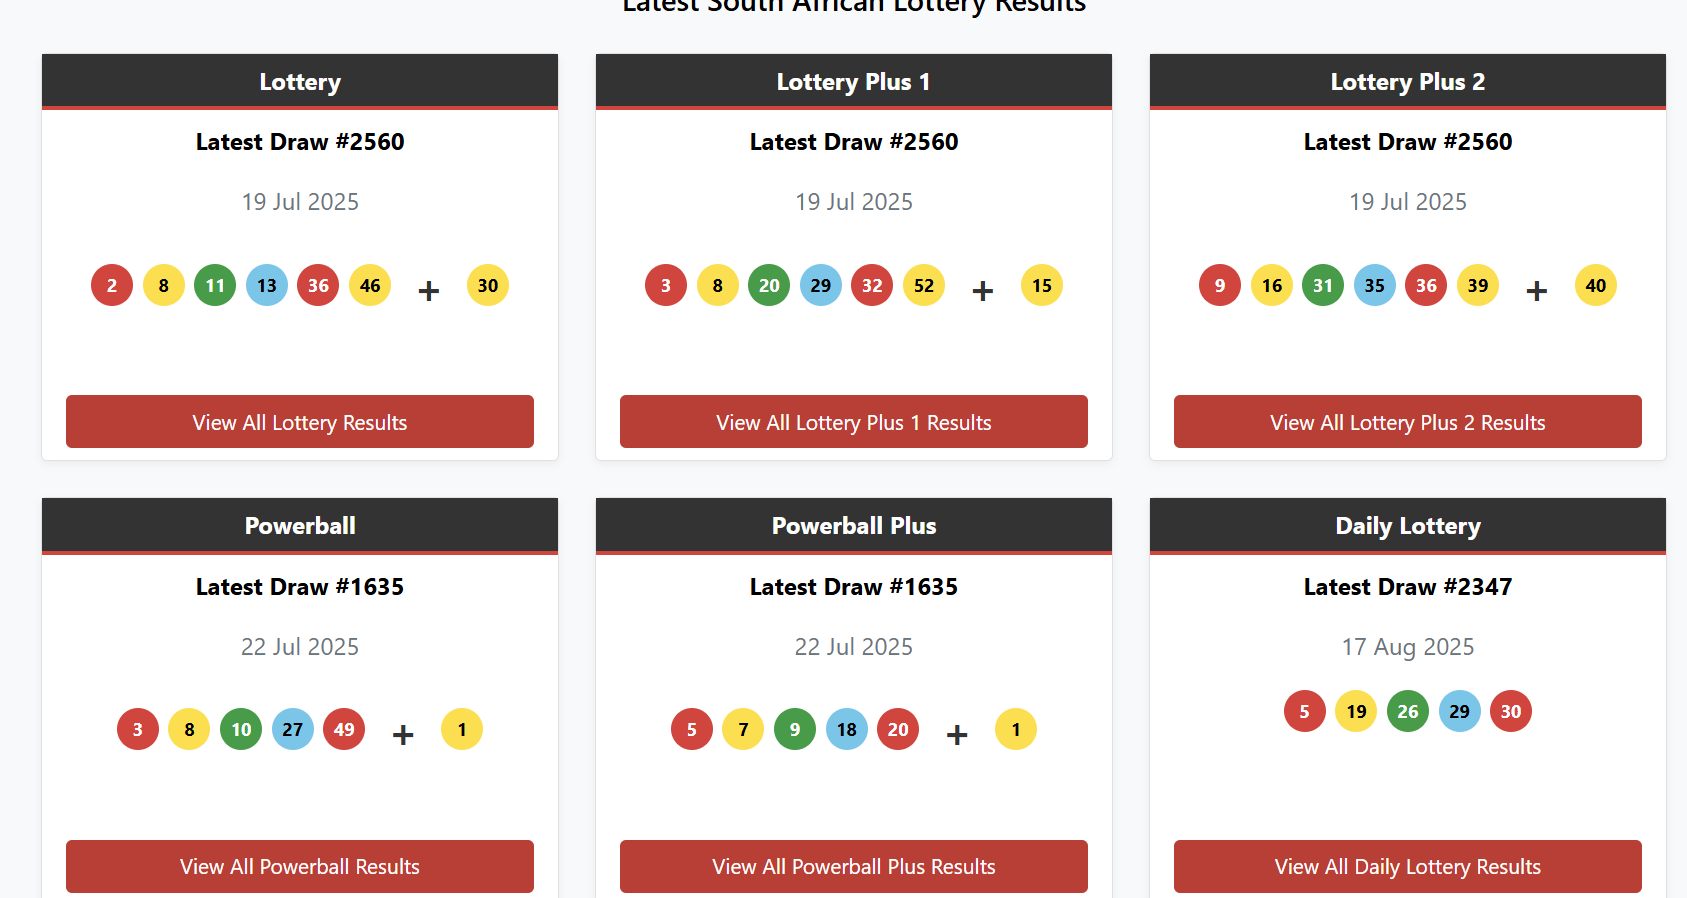 Latest South African Lottery Results
Lottery
Latest Draw #2560
19 Jul 2025
2 8 11 13 36 46 + 30
View All Lottery Results
Lottery Plus 1
Latest Draw #2560
19 Jul 2025
3 8 20 29 32 52 + 15
View All Lottery Plus 1 Results
Lottery Plus 2
Latest Draw #2560
19 Jul 2025
9 16 31 35 36 39 + 40
View All Lottery Plus 2 Results
Powerball
Latest Draw #1635
22 Jul 2025
3 8 10 27 49 + 1
View All Powerball Results
Powerball Plus
Latest Draw #1635
22 Jul 2025
5 7 9 18 20 + 1
View All Powerball Plus Results
Daily Lottery
Latest Draw #2347
17 Aug 2025
5 19 26 29 30
View All Daily Lottery Results